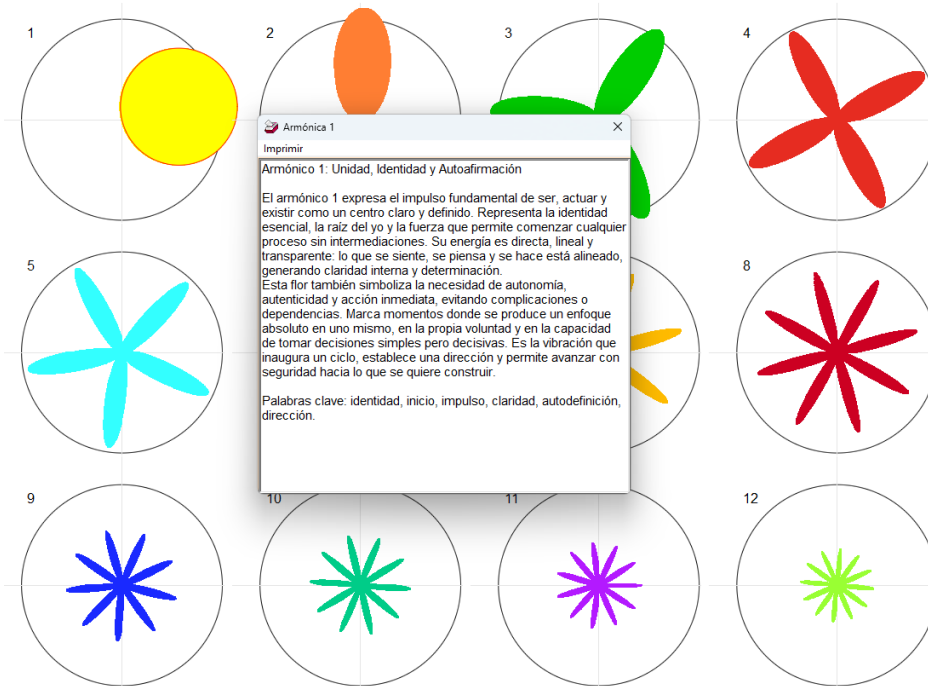 1
2
3
4
Armónica 1
Imprimir
Armónico 1: Unidad, Identidad y Autoafirmación
El armónico 1 expresa el impulso fundamental de ser, actuar y
existir como un centro claro y definido. Representa la identidad
esencial, la raíz del yo y la fuerza que permite comenzar cualquier
proceso sin intermediaciones. Su energía es directa, lineal y
transparente: lo que se siente, se piensa y se hace está alineado,
generando claridad interna y determinación.
Esta flor también simboliza la necesidad de autonomía,
autenticidad y acción inmediata, evitando complicaciones o
dependencias. Marca momentos donde se produce un enfoque
absoluto en uno mismo, en la propia voluntad y en la capacidad
de tomar decisiones simples pero decisivas. Es la vibración que
inaugura un ciclo, establece una dirección y permite avanzar con
seguridad hacia lo que se quiere construir.
Palabras clave: identidad, inicio, impulso, claridad, autodefinición,
dirección.
5
8
9
10
11
12